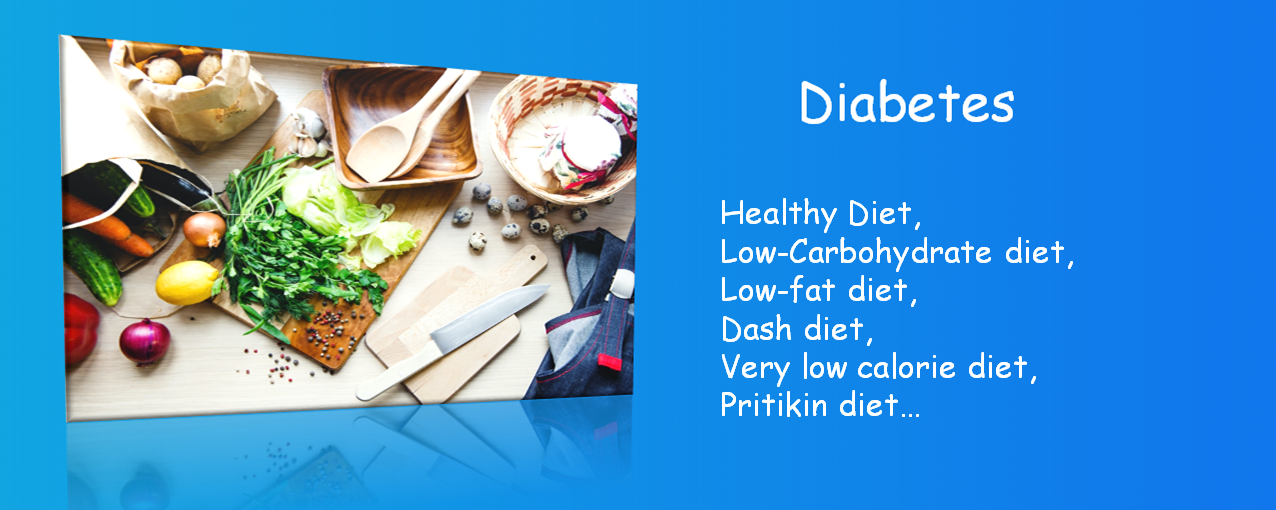 Diabetes
Healthy Diet,
Low-Carbohydrate diet,
Low-fat diet,
Dash diet,
Very low calorie diet,
Pritikin diet...